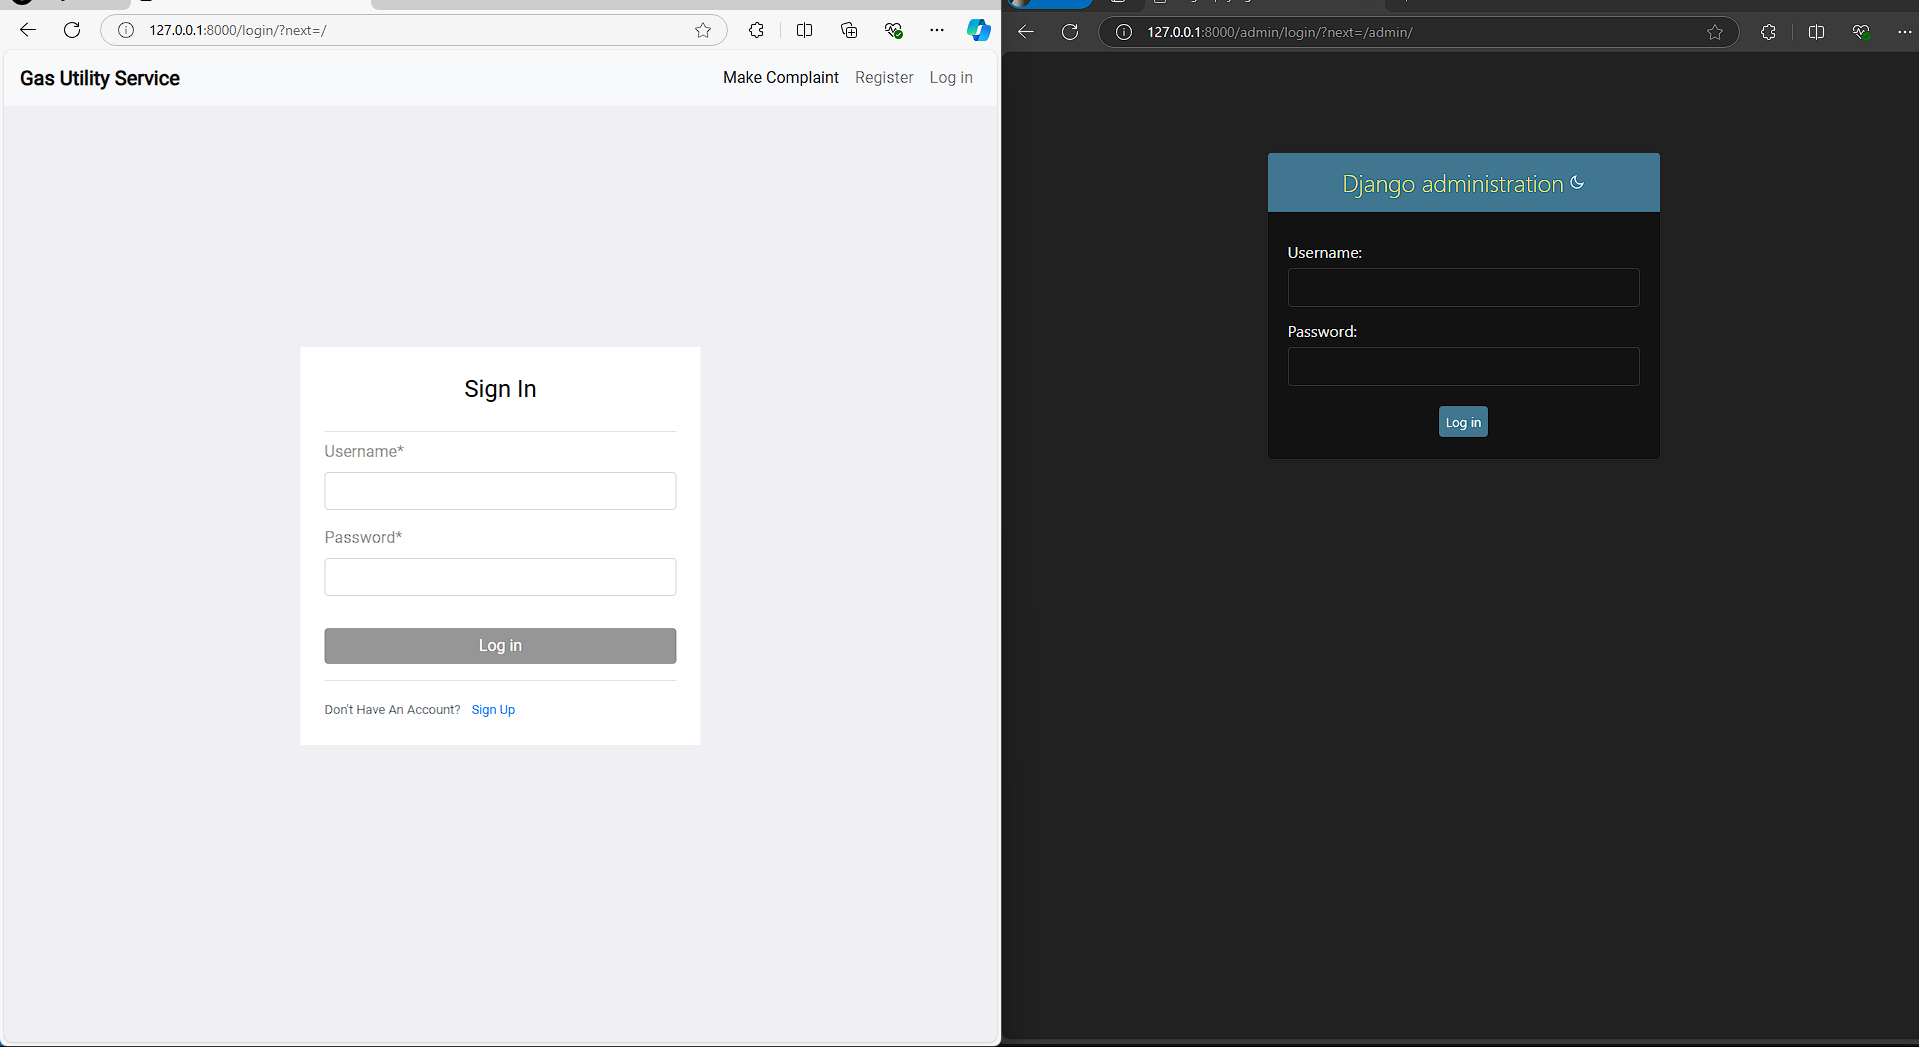 127.0.0.1:8000/login/?next=/
Gas Utility Service
Make Complaint Register Log in
Sign In
Username*
Password*
Log in
Don't Have An Account? Sign Up
127.0.0.1:8000/admin/login/?next=/admin/
Django administration
Username:
Password:
Log in